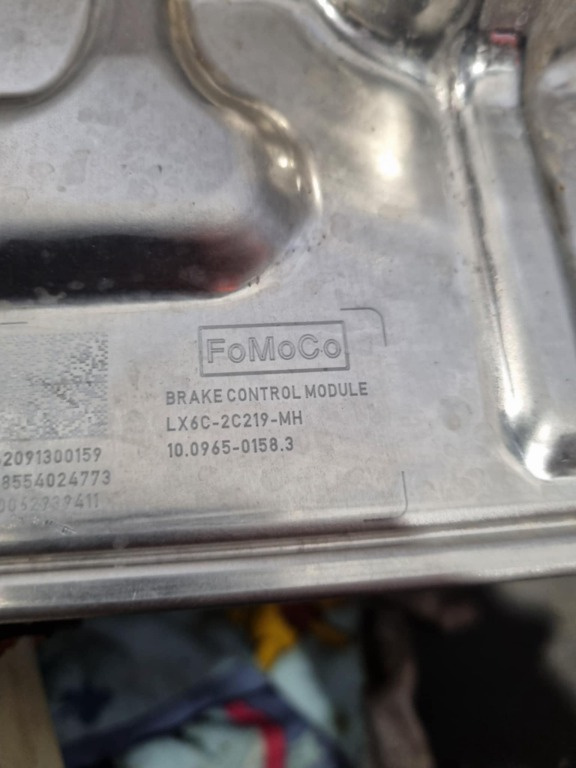 FoMoCo
BRAKE CONTROL MODULE
LX6C-2C219-MH
10.0965-0158.3
2091300159
8554024773